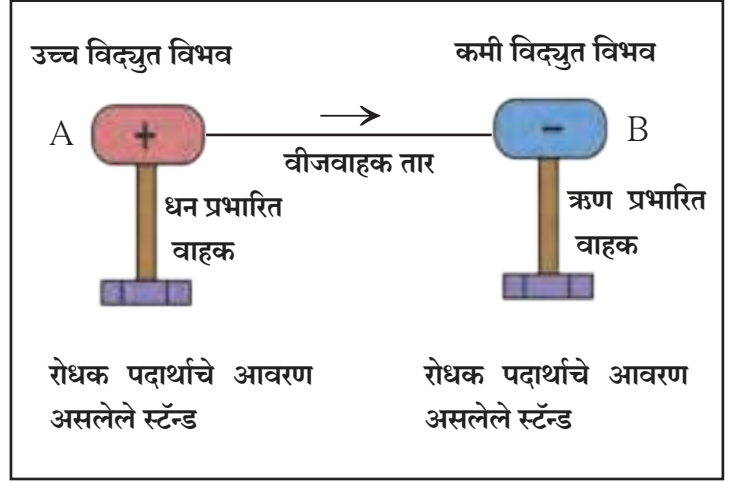 उच्च विद्युत विभव
कमी विद्युत विभव
A
+
-
B
वीजवाहक तार
धन प्रभारित
वाहक
ऋण प्रभारित
वाहक
रोधक पदार्थाचे आवरण
असलेले स्टॅन्ड
रोधक पदार्थाचे आवरण
असलेले स्टॅन्ड